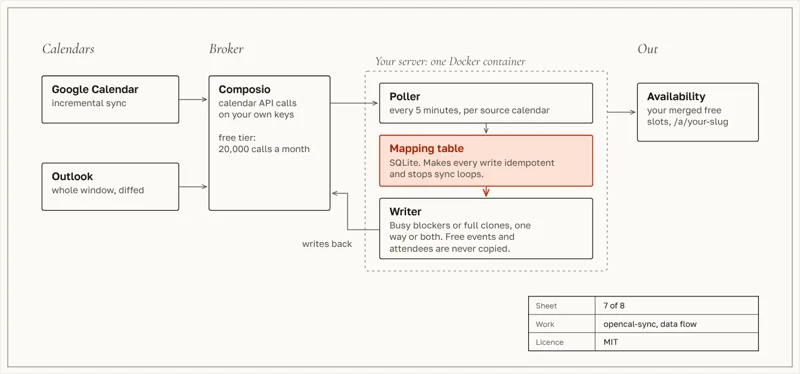 Calendars
Broker
Your server: one Docker container
Out
Google Calendar
incremental sync
Outlook
whole window, diffed
Composio
calendar API calls
on your own keys
free tier:
20,000 calls a month
Poller
every 5 minutes, per source calendar
Mapping table
SQLite. Makes every write idempotent
and stops sync loops.
Writer
Busy blockers or full clones, one
way or both. Free events and
attendees are never copied.
writes back
Availability
your merged free
slots, /a/your-slug
Sheet 7 of 8
Work opencal-sync, data flow
Licence MIT